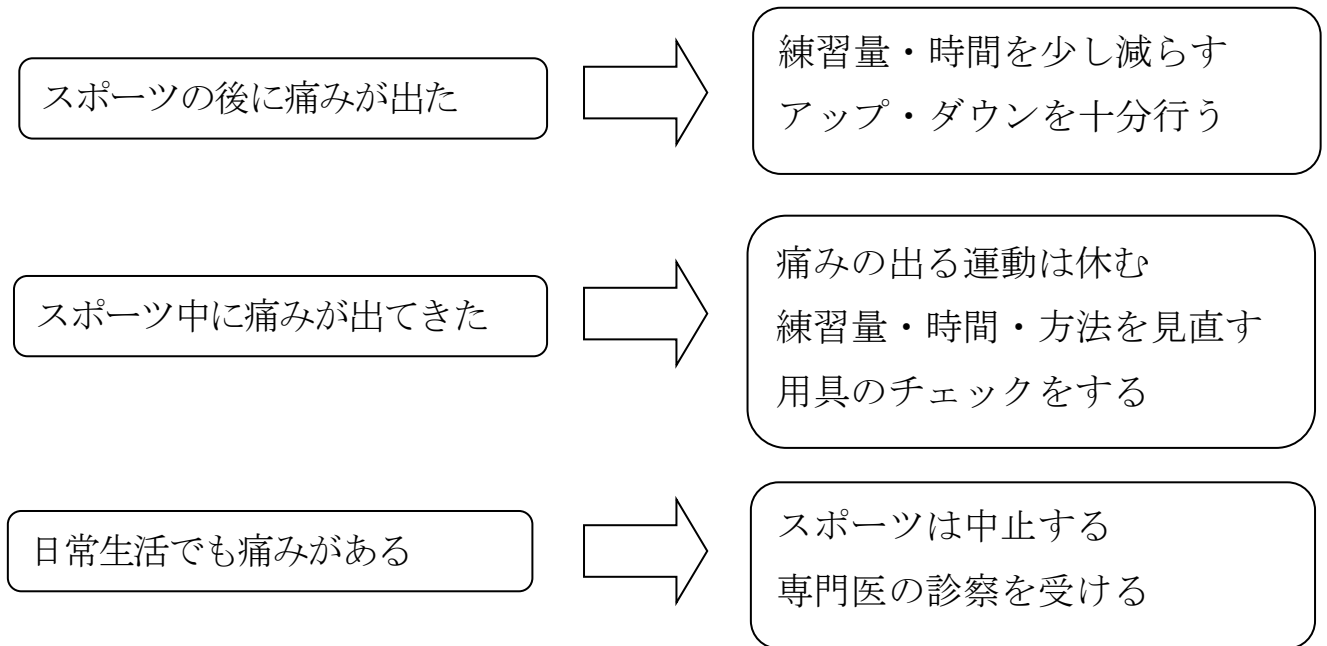 スポーツの後に痛みが出た
練習量・時間を少し減らす
アップ・ダウンを十分行う
スポーツ中に痛みが出てきた
痛みの出る運動は休む
練習量・時間・方法を見直す
用具のチェックをする
日常生活でも痛みがある
スポーツは中止する
専門医の診察を受ける